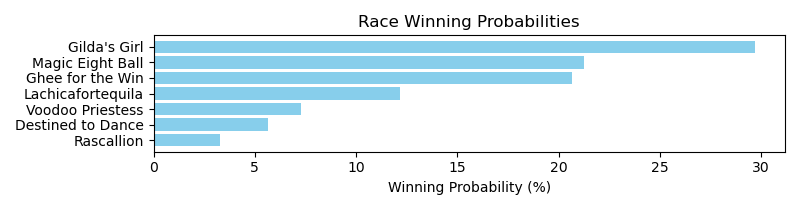 Race Winning Probabilities
Gilda's Girl
Magic Eight Ball
Ghee for the Win
Lachicafortequila
Voodoo Priestess
Destined to Dance
Rascallion
0 5 10 15 20 25 30
Winning Probability (%)